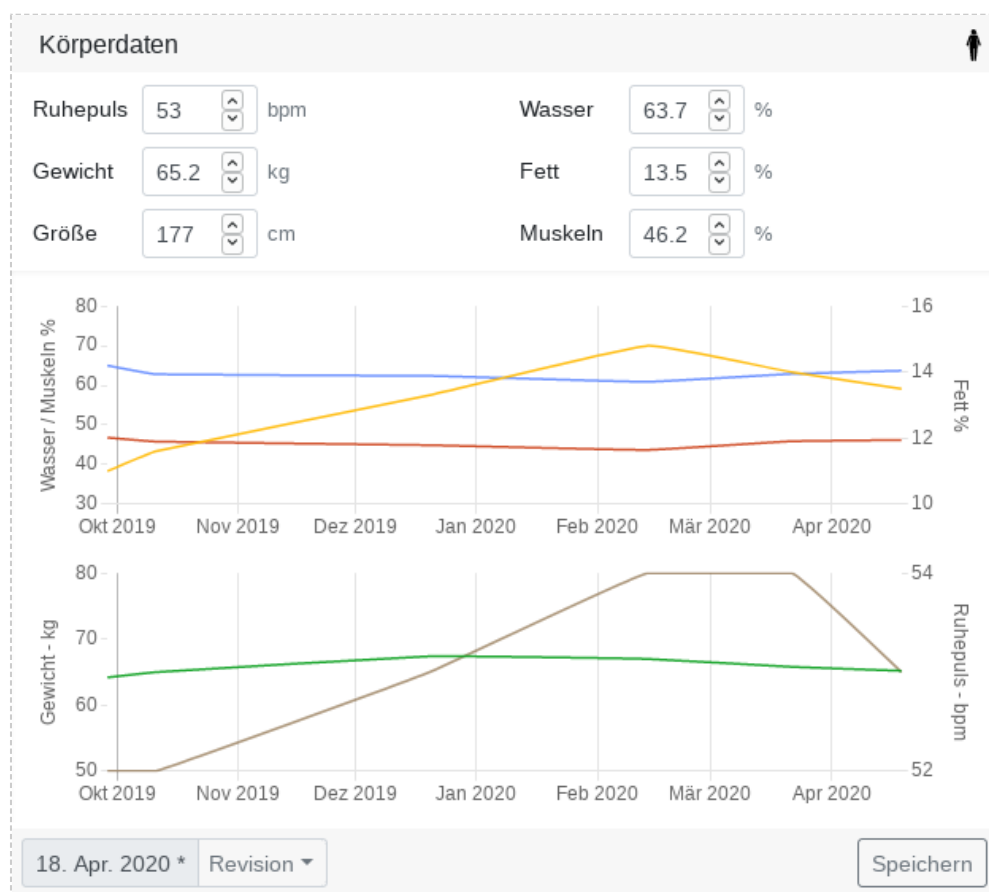 Körperdaten
Ruhepuls 53 bpm Wasser 63.7 %
Gewicht 65.2 kg Fett 13.5 %
Größe 177 cm Muskeln 46.2 %
Wasser / Muskeln %
80
70
60
50
40
30
16
14
12
10
Fett %
Okt 2019 Nov 2019 Dez 2019 Jan 2020 Feb 2020 Mär 2020 Apr 2020
Gewicht - kg
80
70
60
50
54
52
Ruhepuls - bpm
Okt 2019 Nov 2019 Dez 2019 Jan 2020 Feb 2020 Mär 2020 Apr 2020
18. Apr. 2020 * Revision Speichern